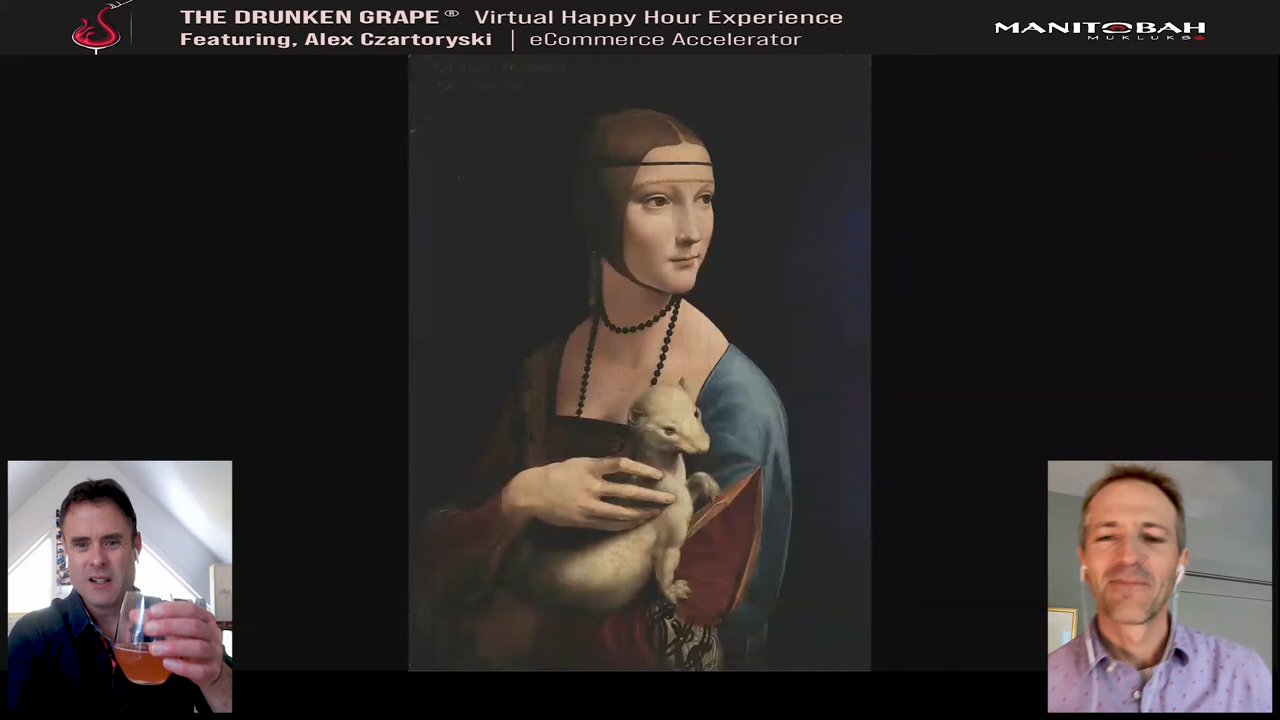 THE DRUNKEN GRAPE® Virtual Happy Hour Experience
Featuring, Alex Czartoryski | eCommerce Accelerator
MANITOBAH
MUKLUKS